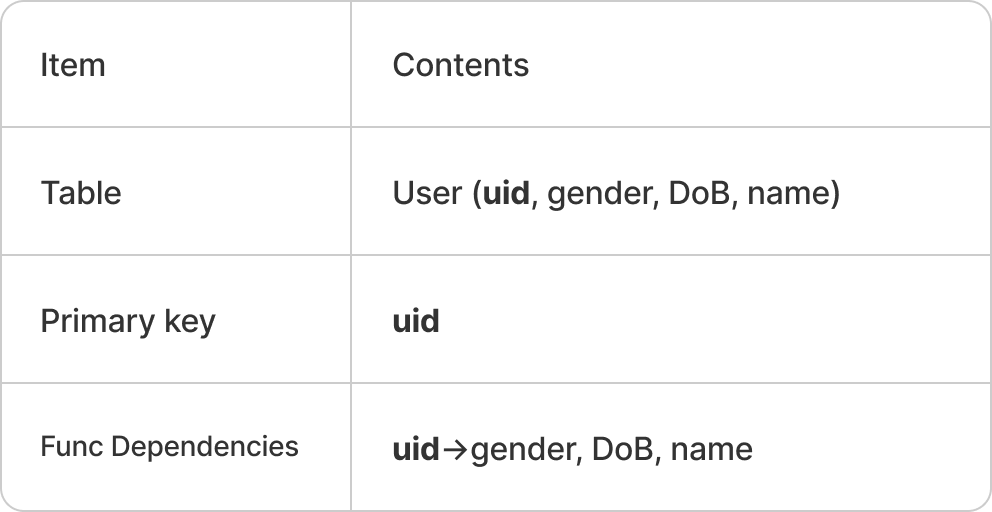 Item
Contents
Table
User (uid, gender, DoB, name)
Primary key
uid
Func Dependencies
uid→gender, DoB, name